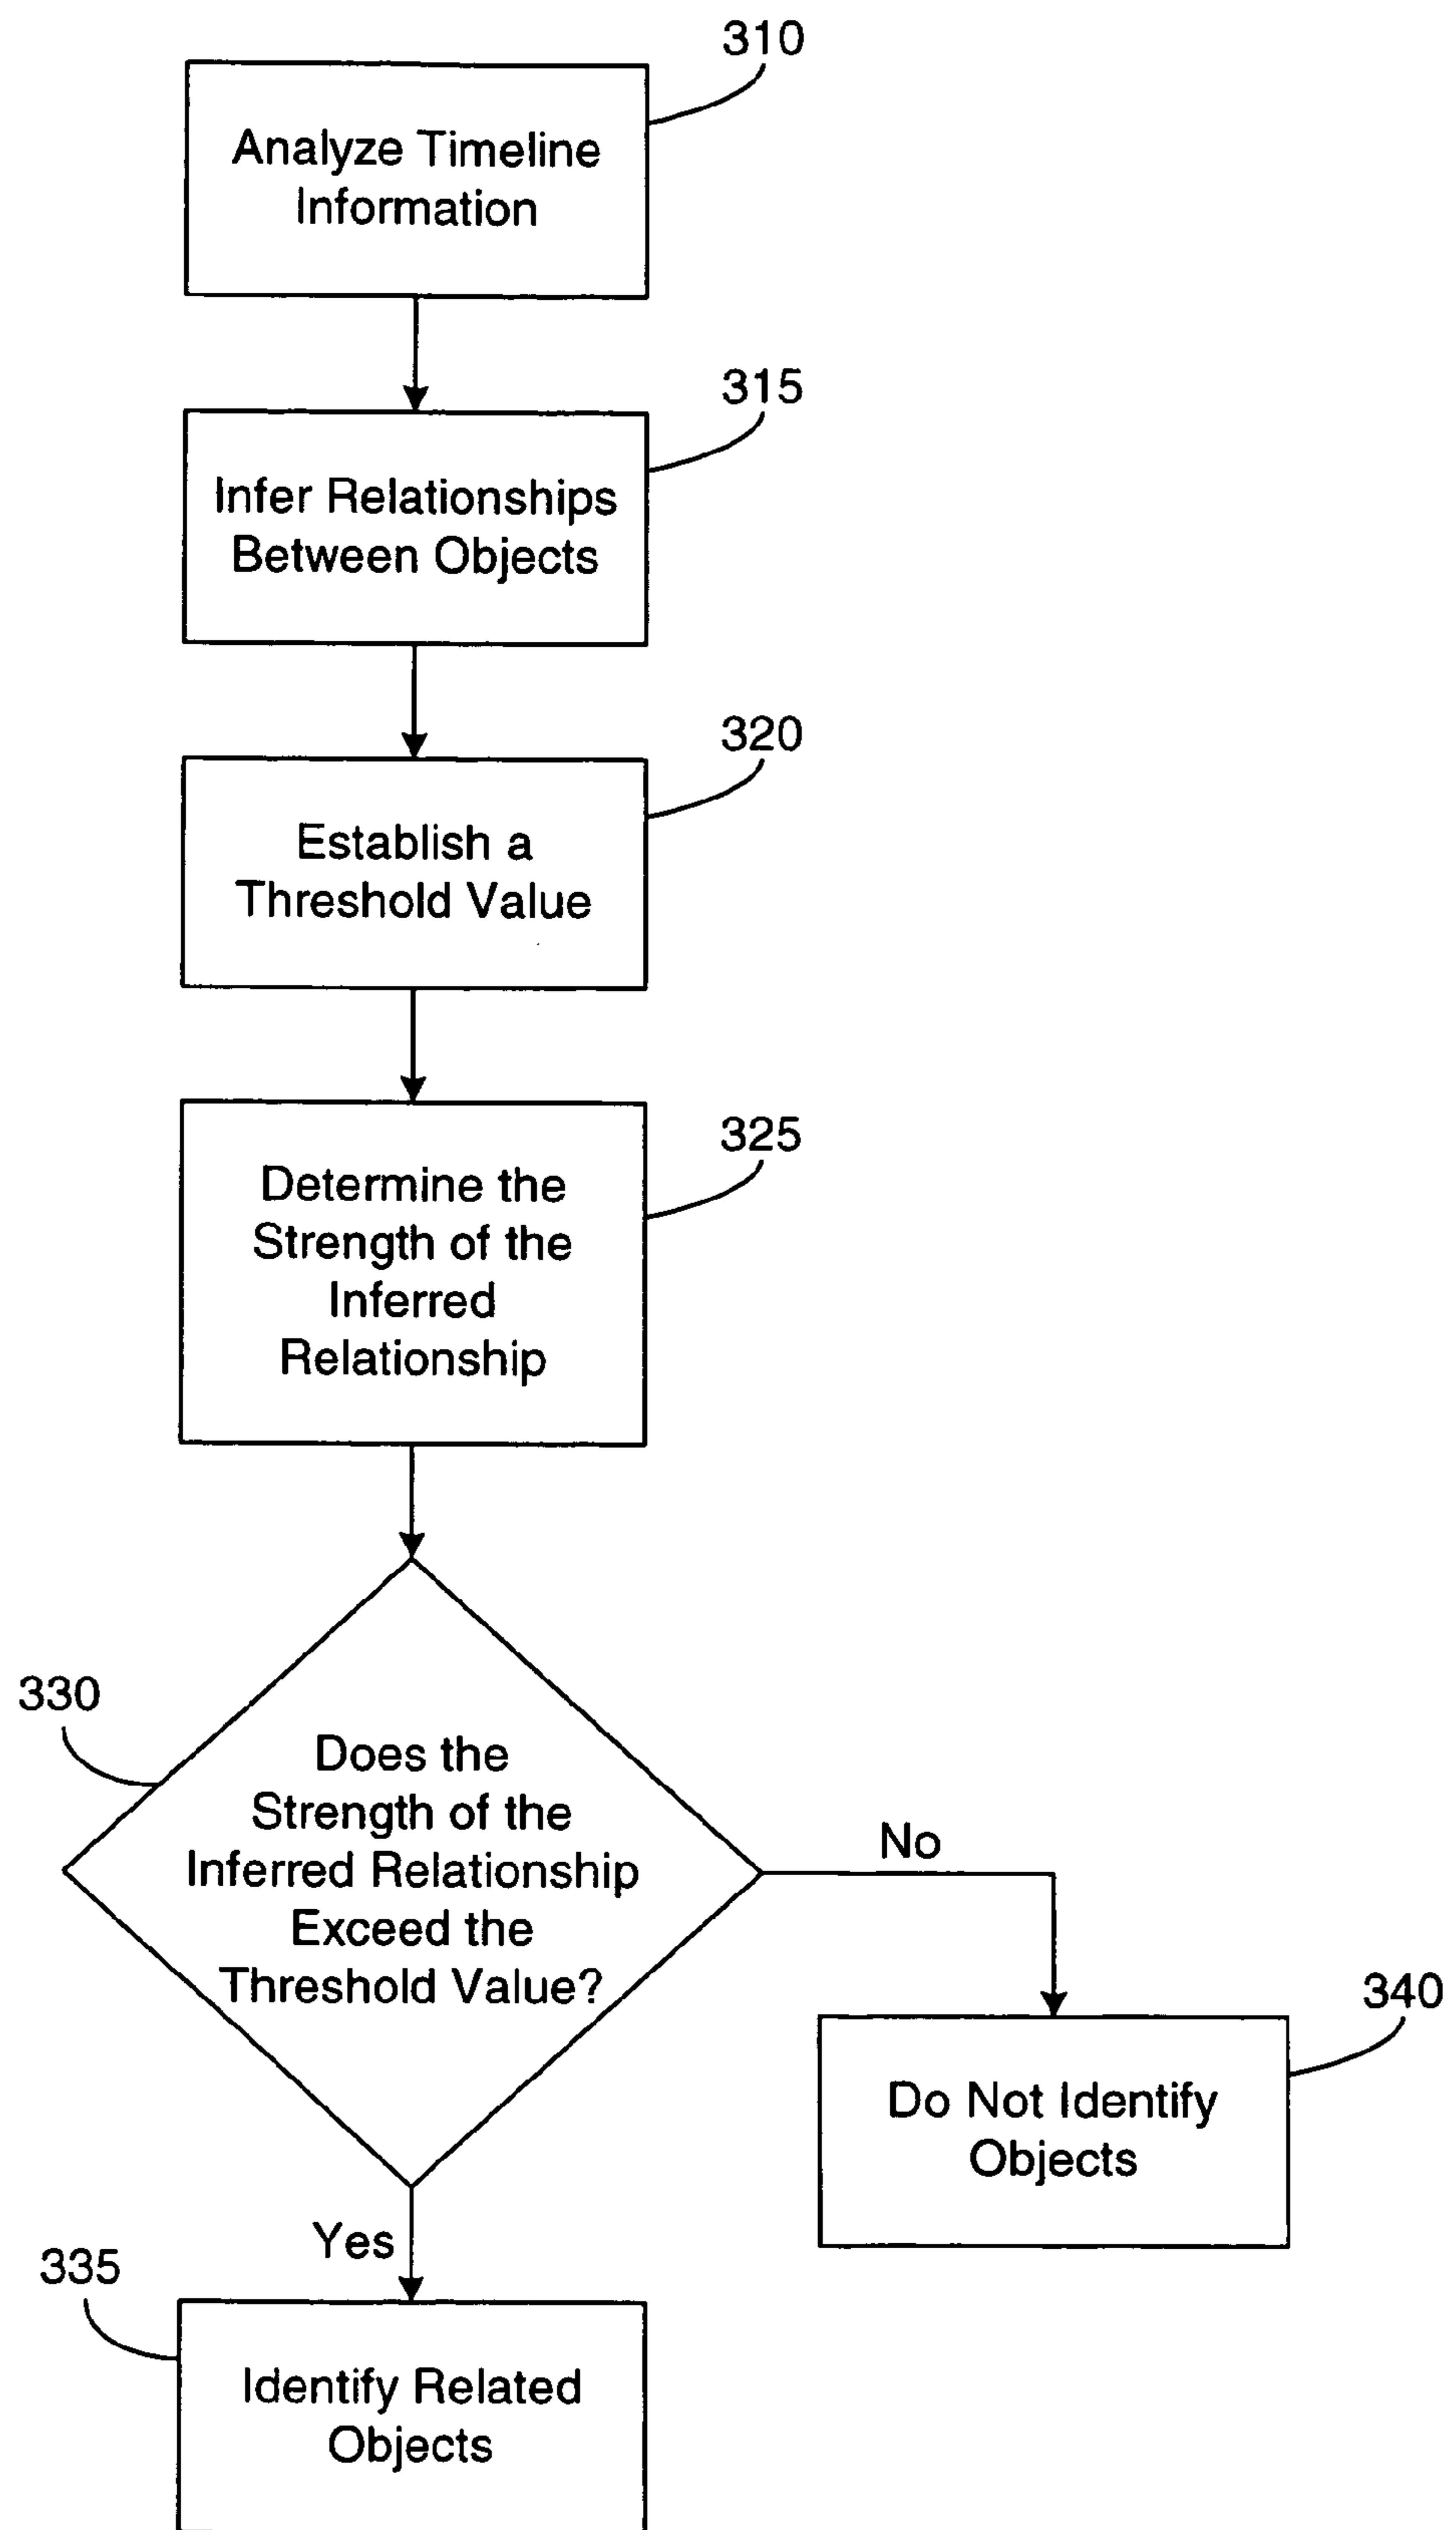 310
Analyze Timeline
Information
315
Infer Relationships
Between Objects
320
Establish a
Threshold Value
325
Determine the
Strength of the
Inferred
Relationship
330
Does the
Strength of the
Inferred Relationship
Exceed the
Threshold Value?
No
340
Do Not Identify
Objects
Yes
335
Identify Related
Objects